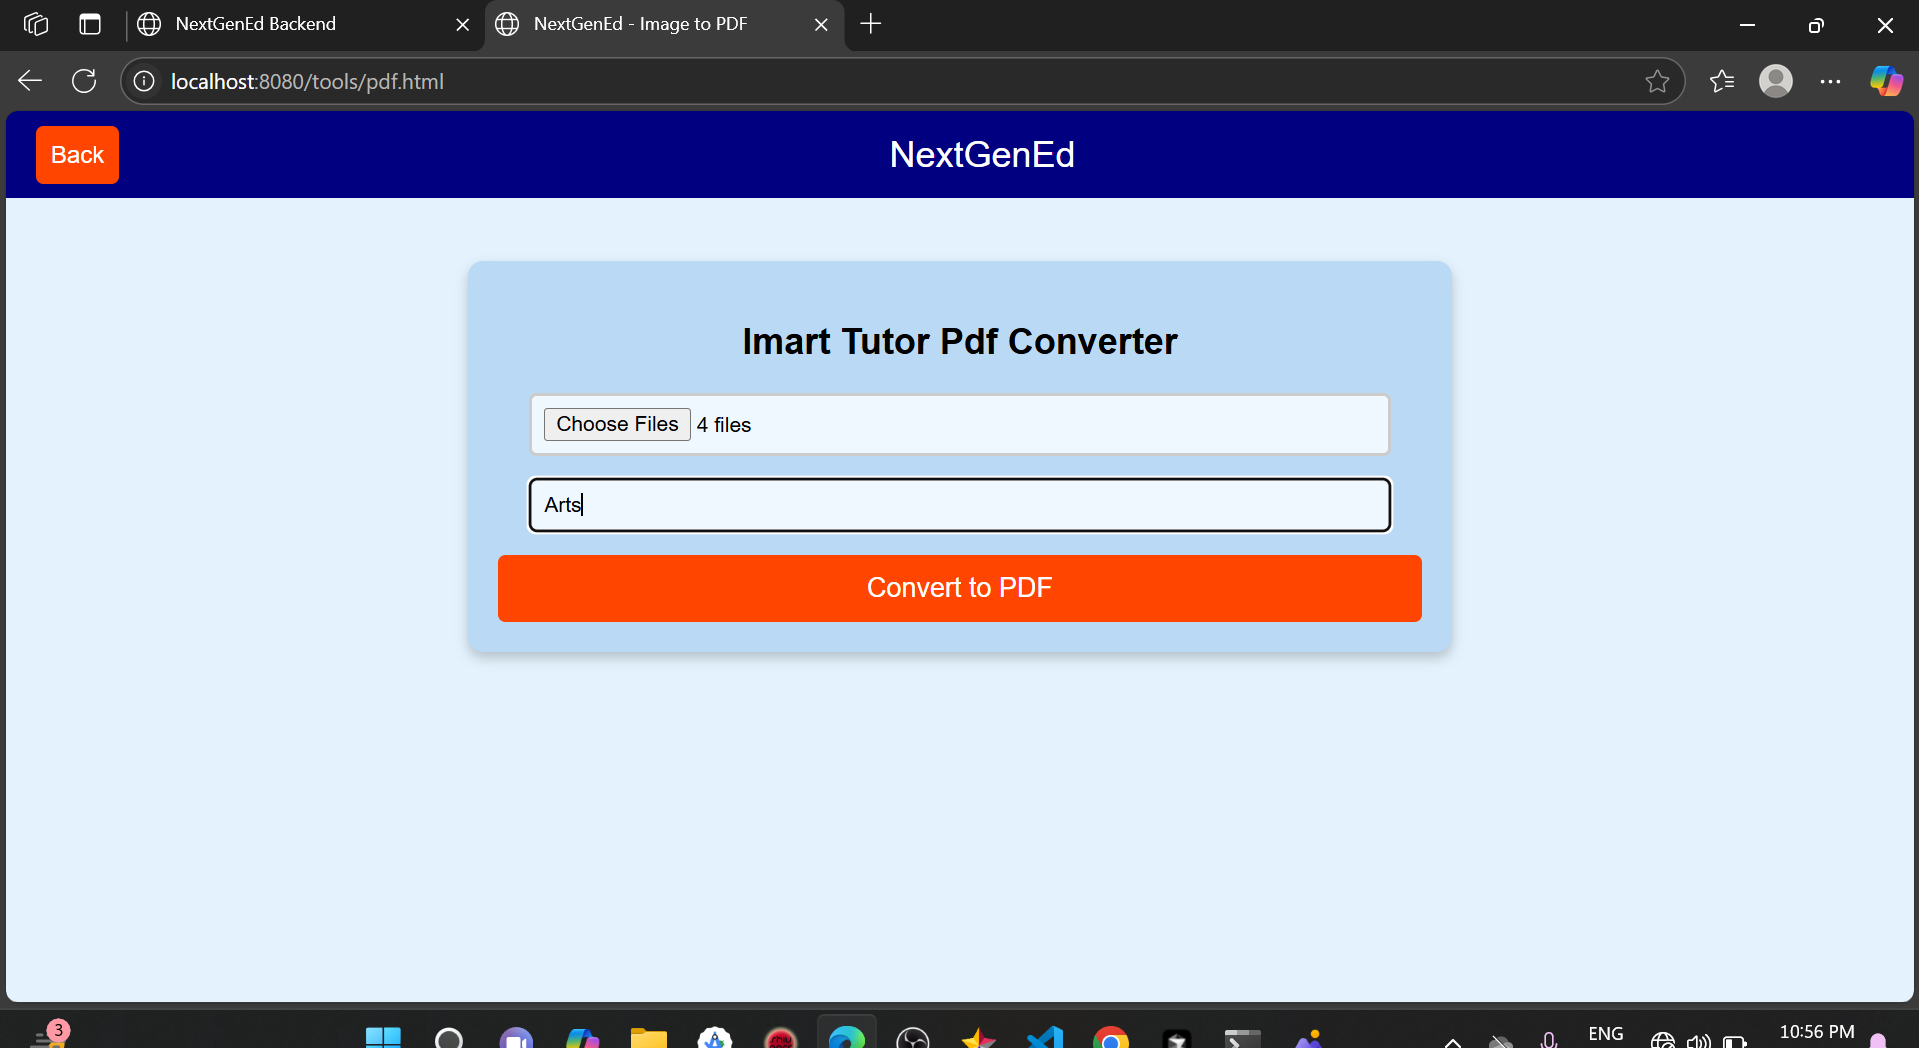 NextGenEd Backend
NextGenEd - Image to PDF
localhost:8080/tools/pdf.html
Back
NextGenEd
Imart Tutor Pdf Converter
Choose Files 4 files
Arts
Convert to PDF
3
ENG
10:56 PM